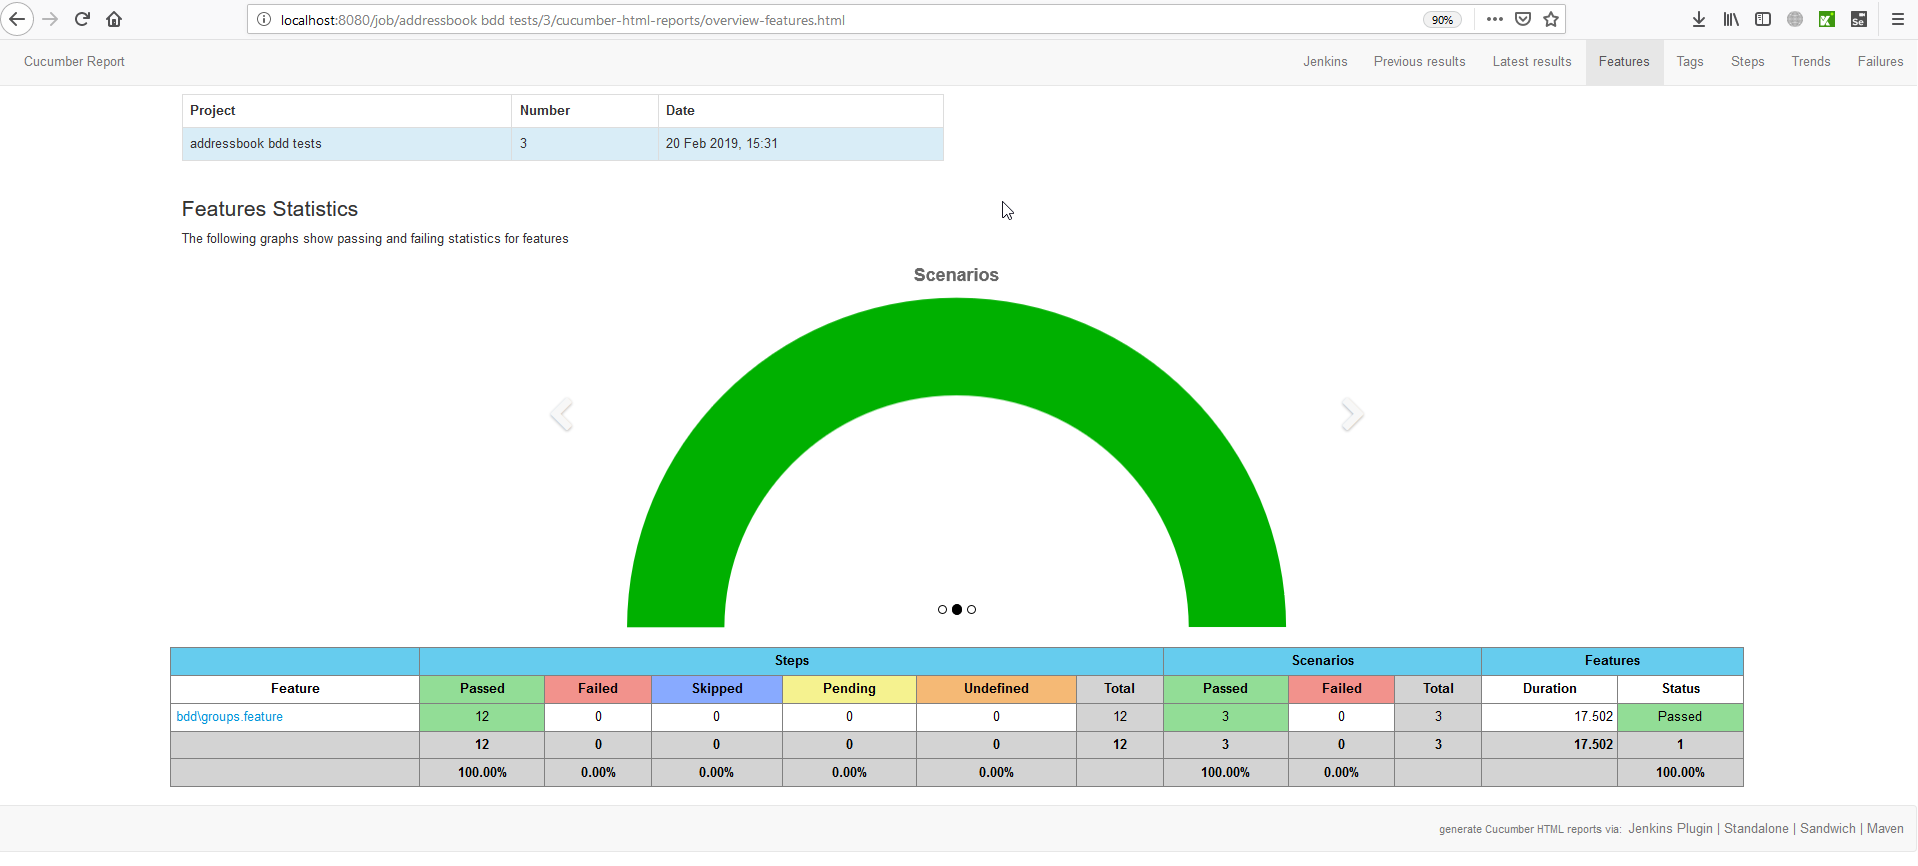 localhost:8080/job/addressbook bdd tests/3/cucumber-html-reports/overview-features.html 90%
Cucumber Report Jenkins Previous results Latest results Features Tags Steps Trends Failures
Project Number Date
addressbook bdd tests 3 20 Feb 2019, 15:31
Features Statistics
The following graphs show passing and failing statistics for features
Scenarios
Steps Scenarios Features
Feature Passed Failed Skipped Pending Undefined Total Passed Failed Total Duration Status
bdd\groups.feature 12 0 0 0 0 12 3 0 3 17.502 Passed
12 0 0 0 0 12 3 0 3 17.502 1
100.00% 0.00% 0.00% 0.00% 0.00% 100.00% 0.00% 100.00%
generate Cucumber HTML reports via: Jenkins Plugin | Standalone | Sandwich | Maven